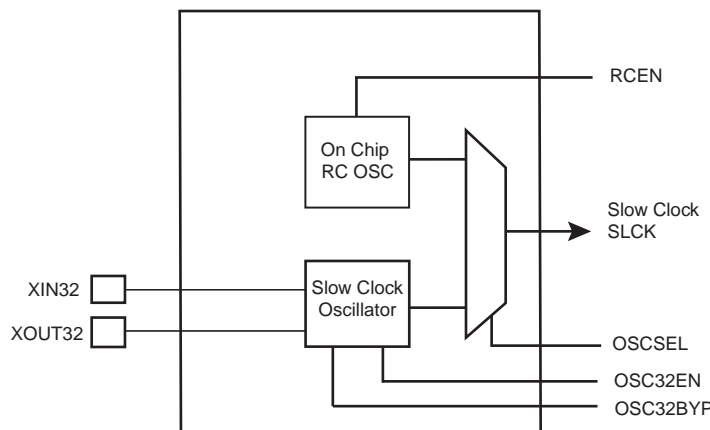 RCEN
On Chip
RC OSC
Slow Clock
SLCK
XIN32
Slow Clock
Oscillator
XOUT32
OSCSEL
OSC32EN
OSC32BYP